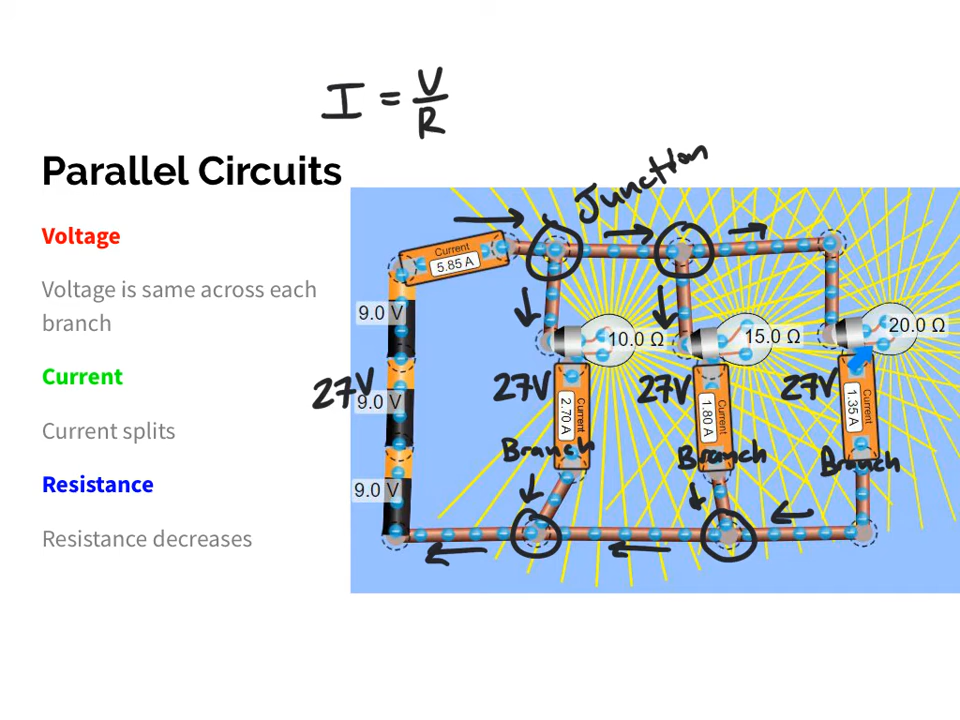 I = V/R
Parallel Circuits
Junction
Voltage
Current
5.85 A
Voltage is same across each
branch
9.0 V
10.0 Ω
15.0 Ω
20.0 Ω
Current
27V
9.0 V
27V
2.70 A
Current
27V
1.80 A
Current
27V
1.35 A
Current
Current splits
Branch
Branch
Branch
Resistance
9.0 V
Resistance decreases